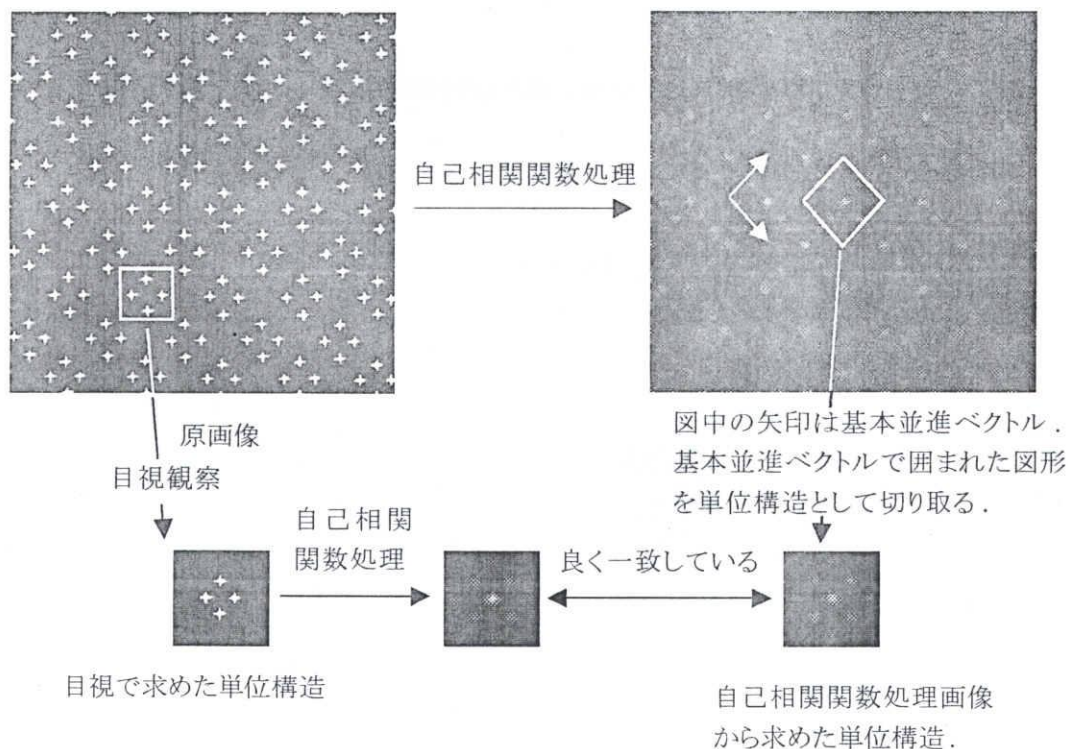 自己相関関数処理
原画像
目視観察
図中の矢印は基本並進ベクトル.
基本並進ベクトルで囲まれた図形
を単位構造として切り取る.
自己相関
関数処理
良く一致している
目視で求めた単位構造
自己相関関数処理画像
から求めた単位構造.